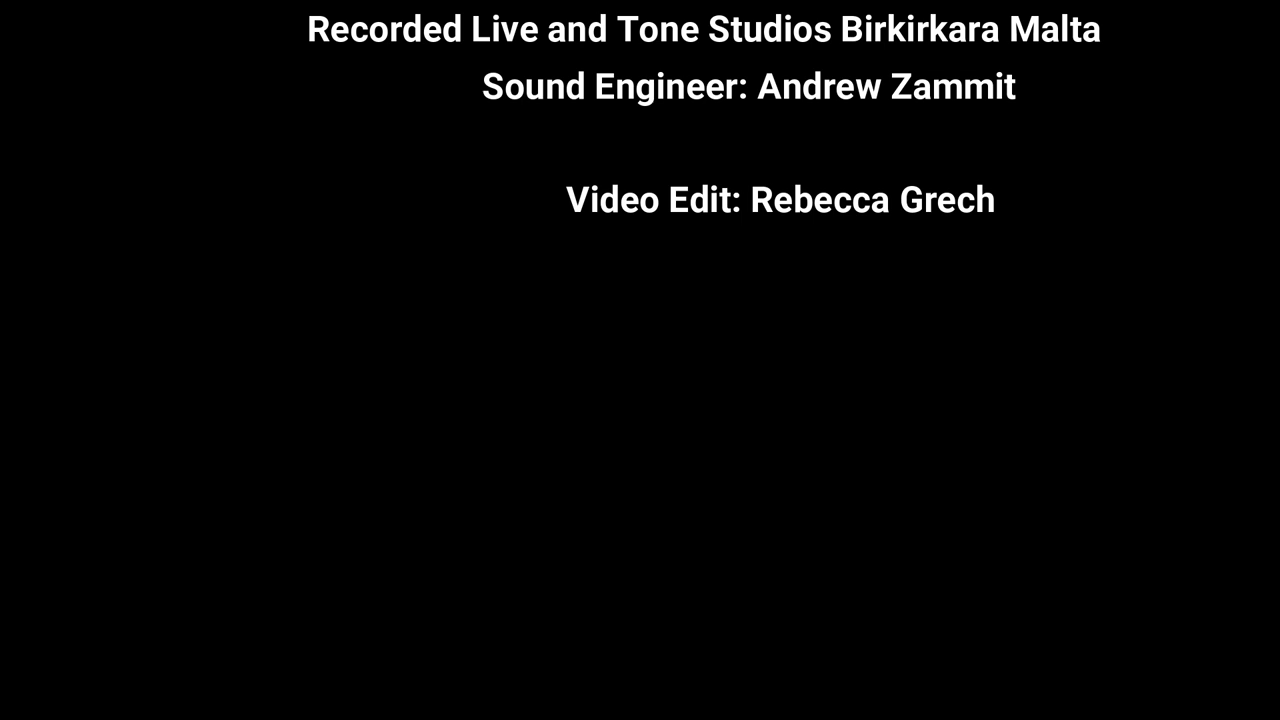 Recorded Live and Tone Studios Birkirkara Malta
Sound Engineer: Andrew Zammit
Video Edit: Rebecca Grech